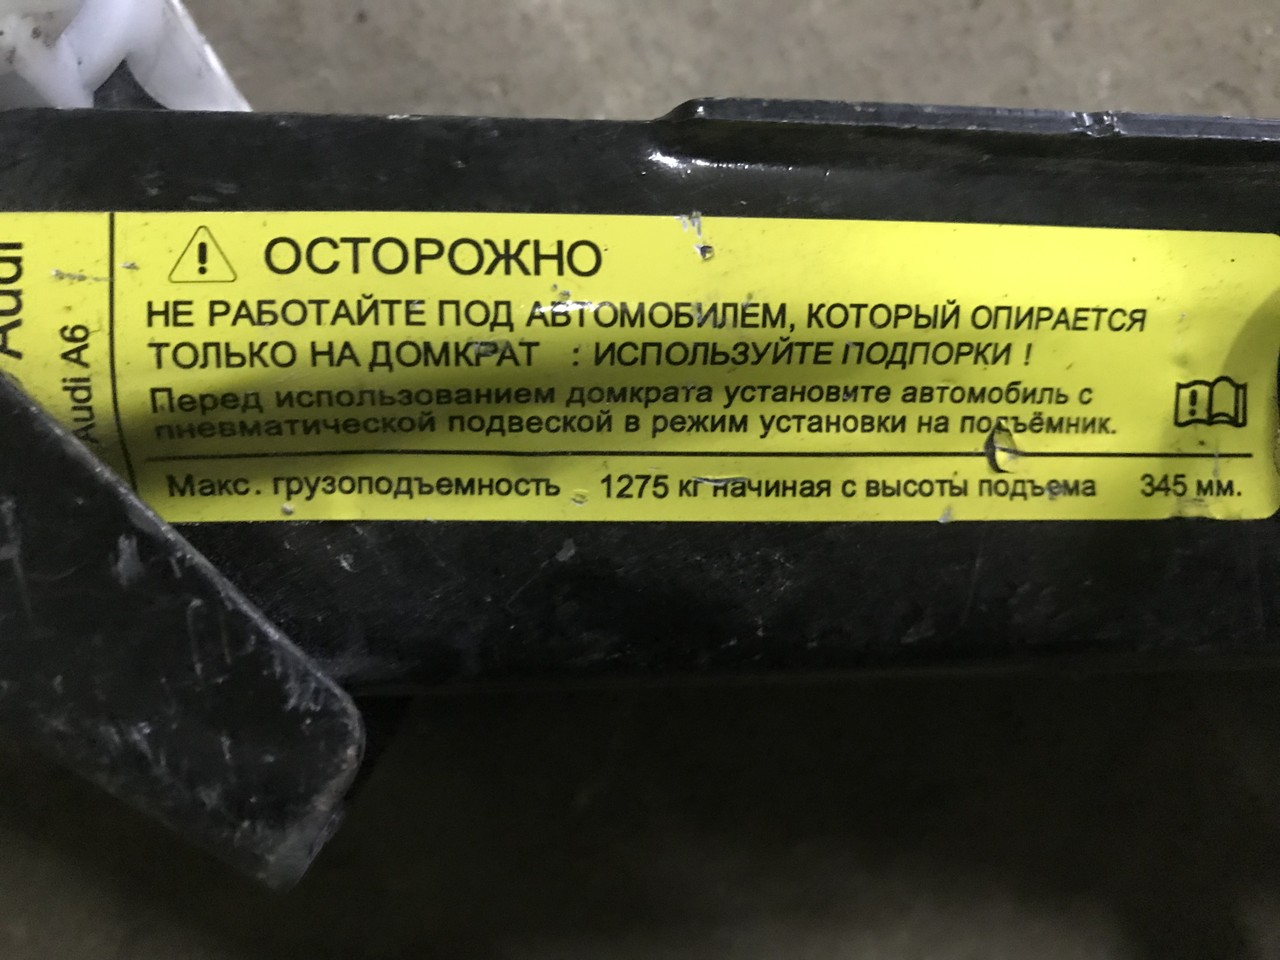 Audi
Audi A6
ОСТОРОЖНО
НЕ РАБОТАЙТЕ ПОД АВТОМОБИЛЕМ, КОТОРЫЙ ОПИРАЕТСЯ
ТОЛЬКО НА ДОМКРАТ : ИСПОЛЬЗУЙТЕ ПОДПОРКИ !
Перед использованием домкрата установите автомобиль с
пневматической подвеской в режим установки на подъёмник.
Макс. грузоподъемность 1275 кг начиная с высоты подъема 345 мм.